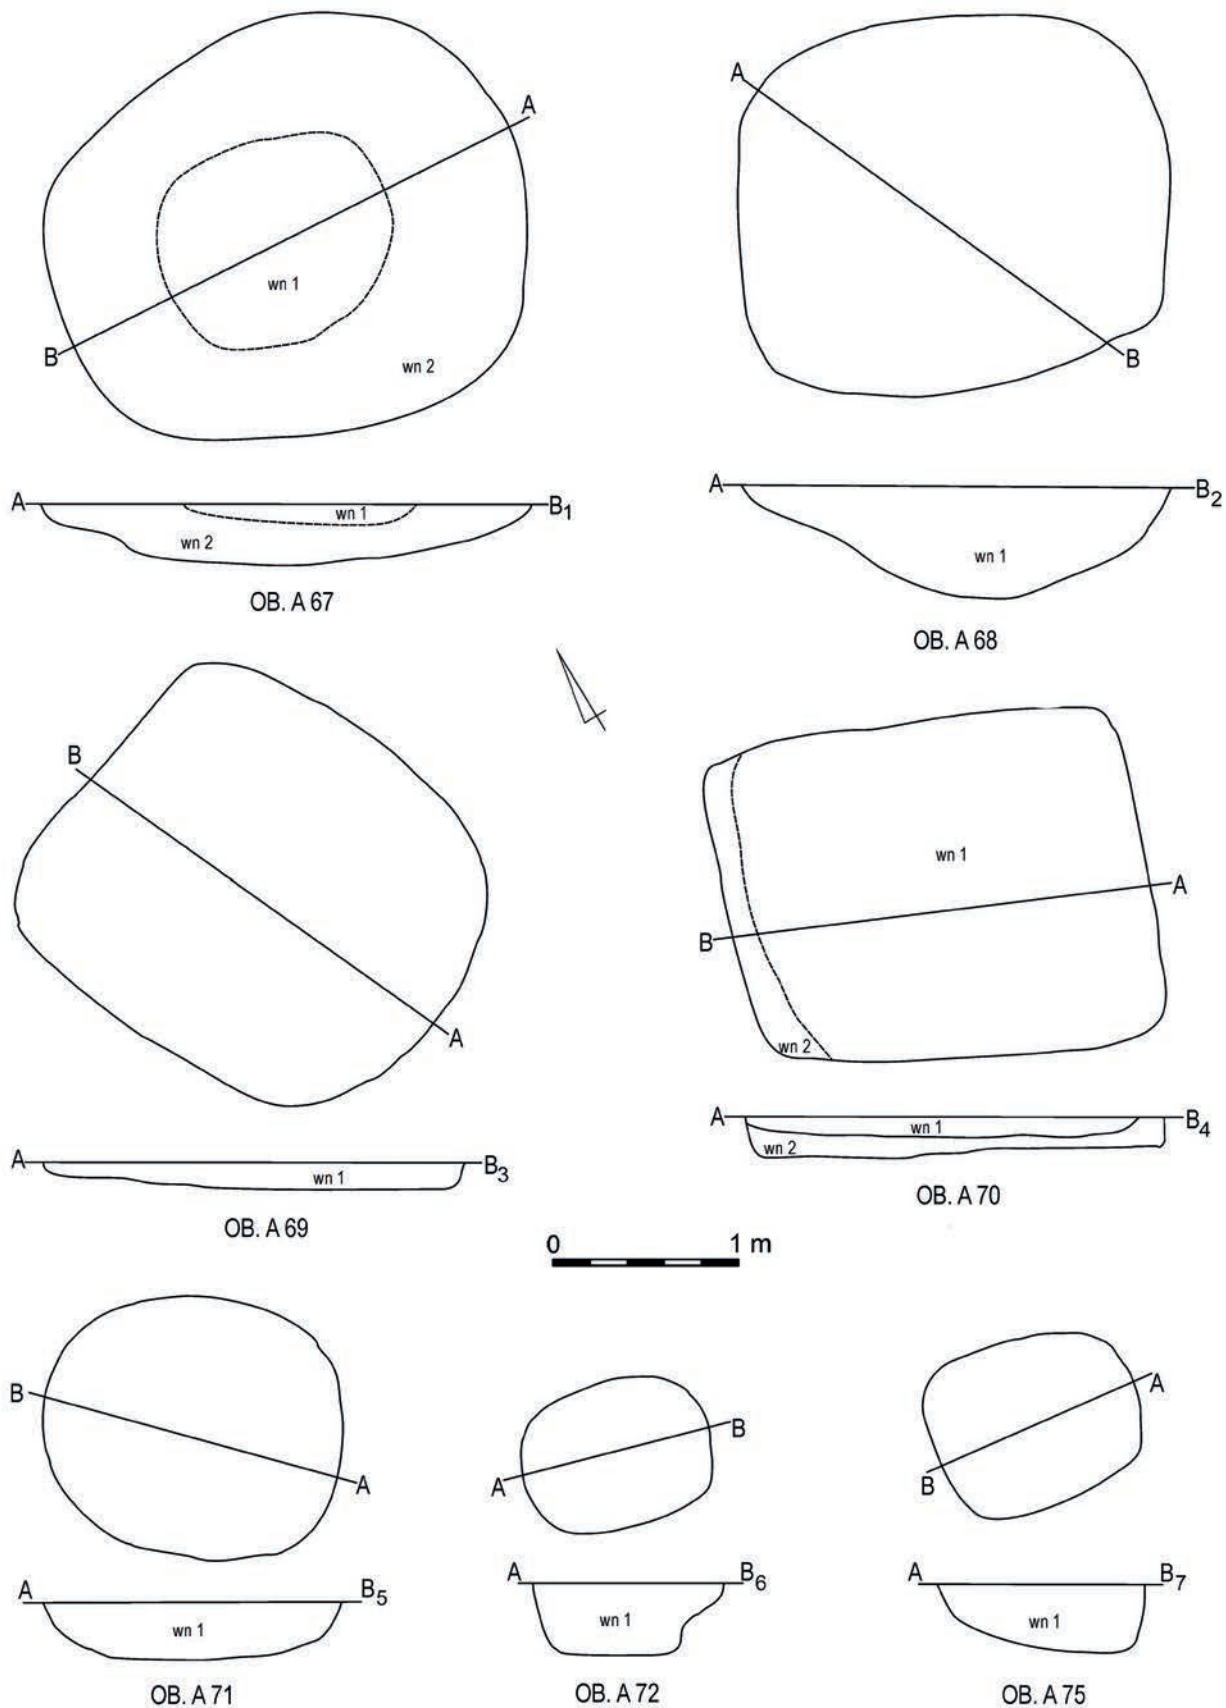 A
B
wn 1
wn 2
A B1
wn 1
wn 2
OB. A 67
A
B
A B2
wn 1
OB. A 68
B
A
A B3
wn 1
OB. A 69
wn 1
A
B
wn 2
A B4
wn 1
wn 2
OB. A 70
0 1 m
B
A
A B5
wn 1
OB. A 71
B
A
A B6
wn 1
OB. A 72
A
B
A B7
wn 1
OB. A 75